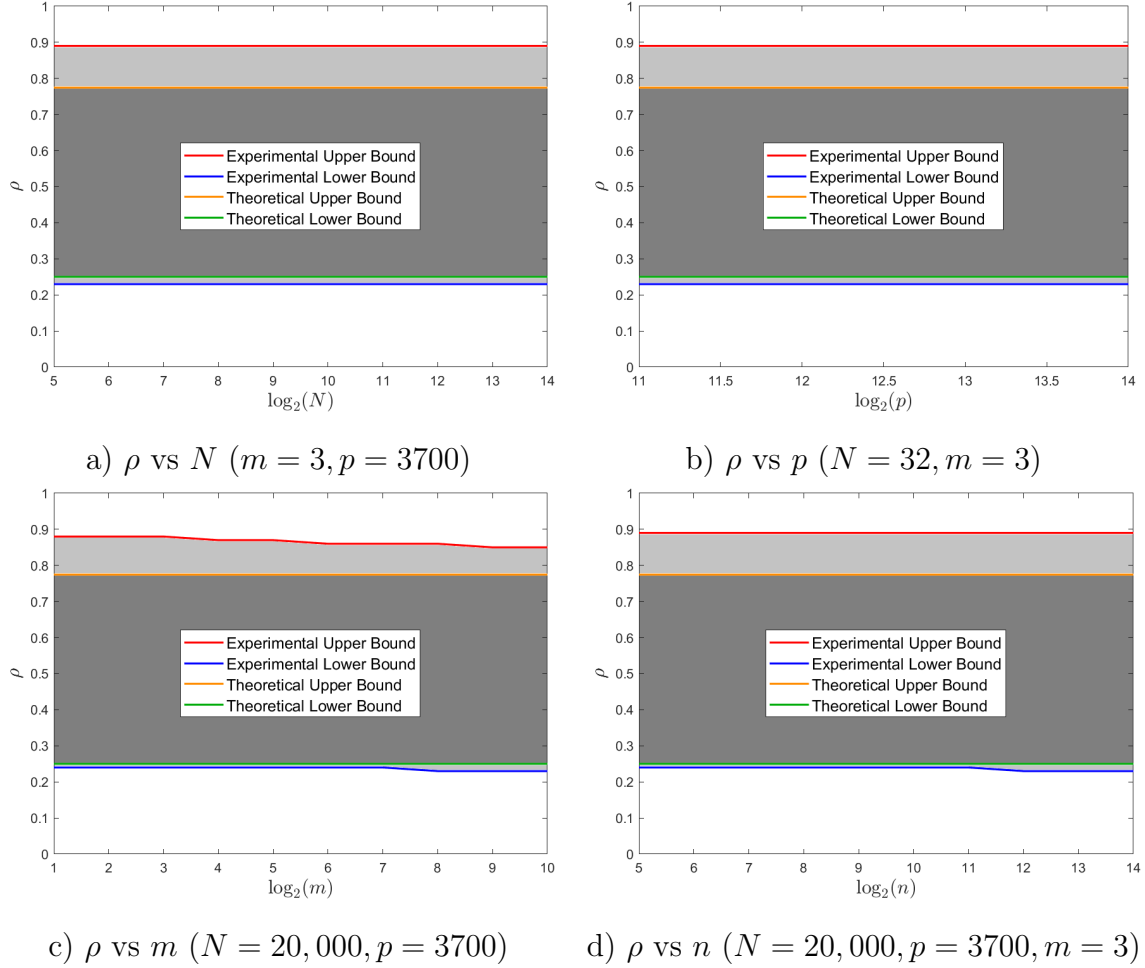 1
0.9
0.8
0.7
0.6
0.5
0.4
0.3
0.2
0.1
0
ρ
Experimental Upper Bound
Experimental Lower Bound
Theoretical Upper Bound
Theoretical Lower Bound
5 6 7 8 9 10 11 12 13 14
log₂(N)
a) ρ vs N (m = 3, p = 3700)
1
0.9
0.8
0.7
0.6
0.5
0.4
0.3
0.2
0.1
0
ρ
Experimental Upper Bound
Experimental Lower Bound
Theoretical Upper Bound
Theoretical Lower Bound
11 11.5 12 12.5 13 13.5 14
log₂(p)
b) ρ vs p (N = 32, m = 3)
1
0.9
0.8
0.7
0.6
0.5
0.4
0.3
0.2
0.1
0
ρ
Experimental Upper Bound
Experimental Lower Bound
Theoretical Upper Bound
Theoretical Lower Bound
1 2 3 4 5 6 7 8 9 10
log₂(m)
c) ρ vs m (N = 20,000, p = 3700)
1
0.9
0.8
0.7
0.6
0.5
0.4
0.3
0.2
0.1
0
ρ
Experimental Upper Bound
Experimental Lower Bound
Theoretical Upper Bound
Theoretical Lower Bound
5 6 7 8 9 10 11 12 13 14
log₂(n)
d) ρ vs n (N = 20,000, p = 3700, m = 3)